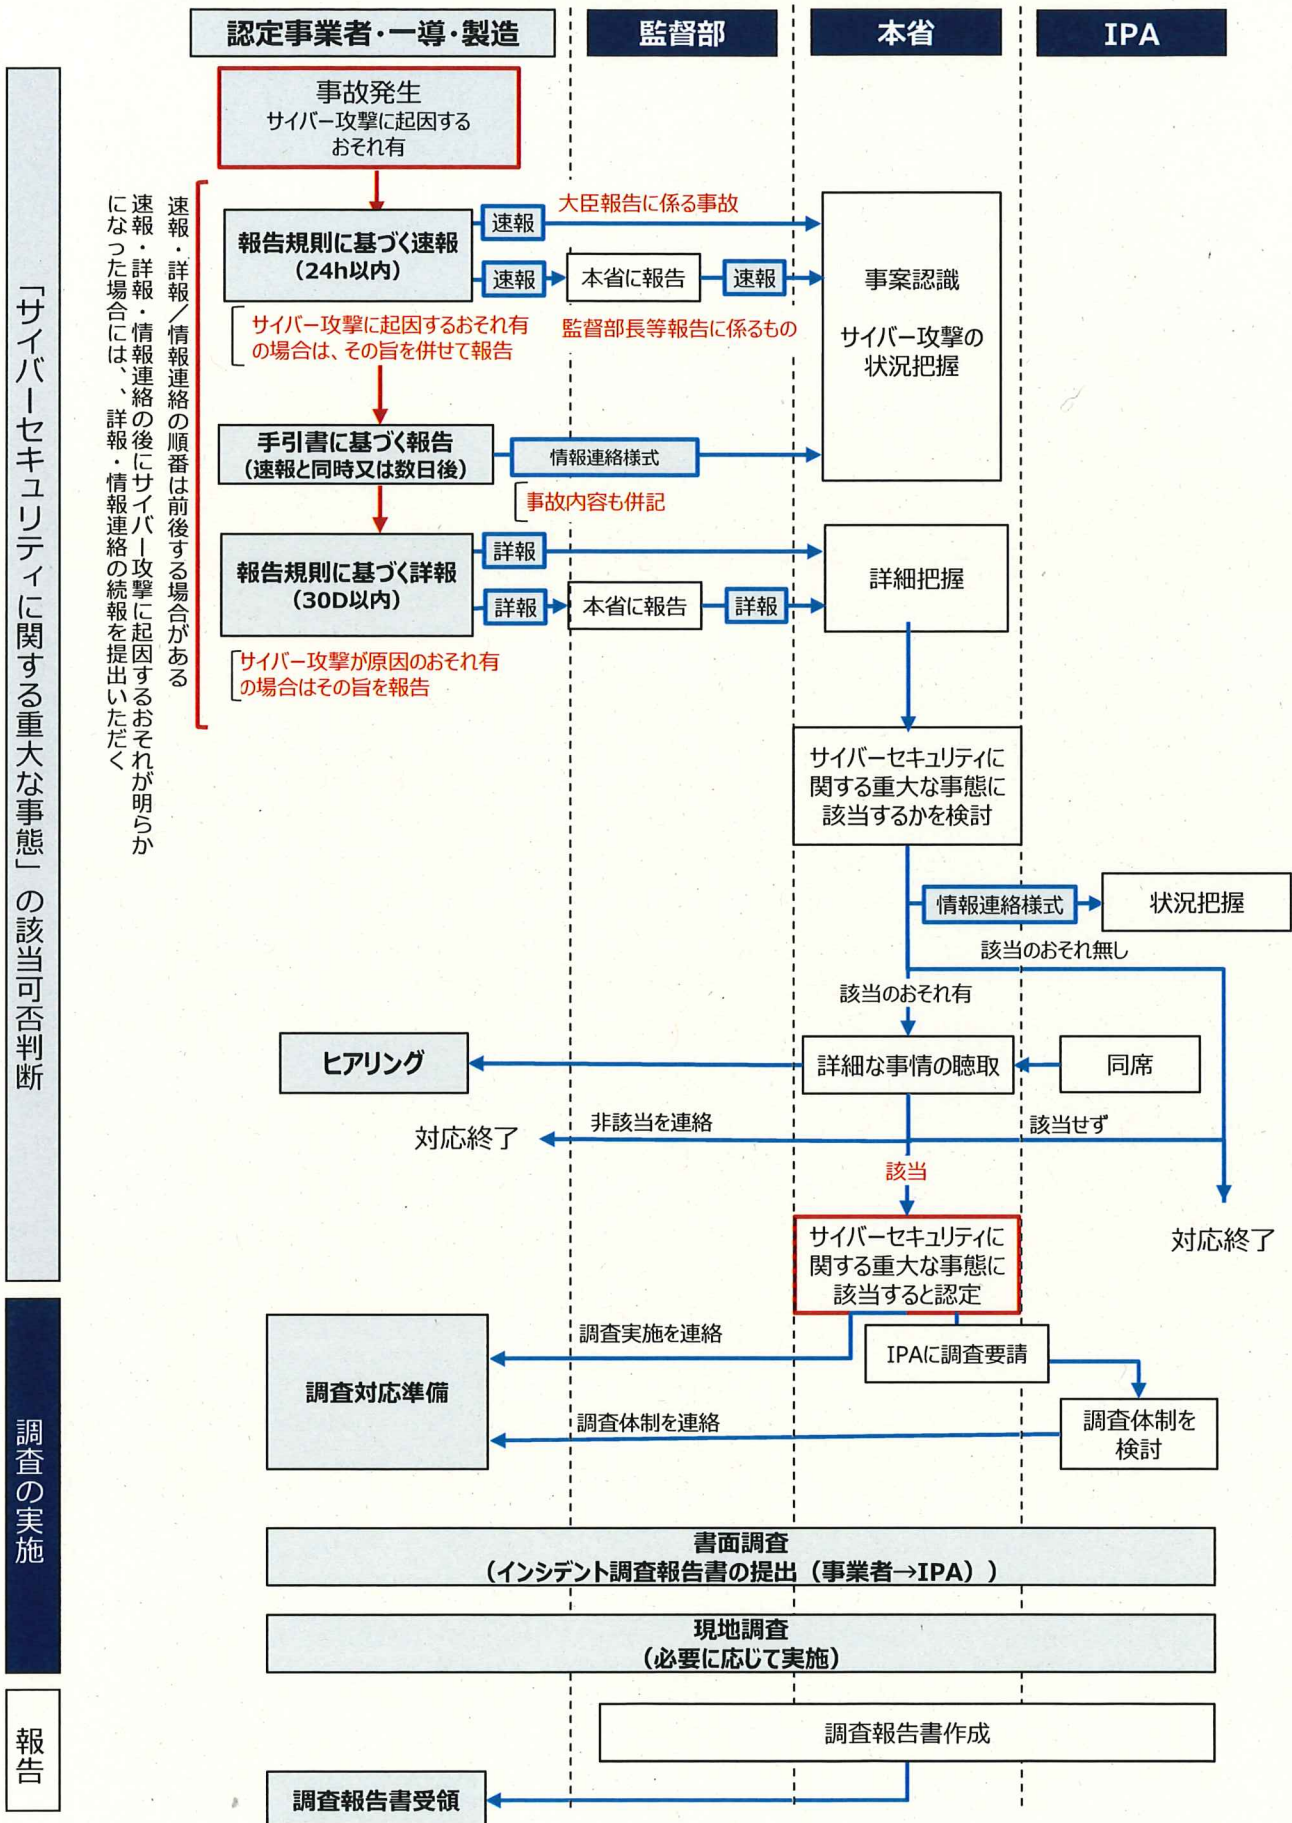 認定事業者・一導・製造
監督部
本省
IPA
「サイバーセキュリティに関する重大な事態」の該当可否判断
事故発生
サイバー攻撃に起因する
おそれ有
速報・詳報／情報連絡の順番は前後する場合がある
速報・詳報・情報連絡の後にサイバー攻撃に起因するおそれが明らか
になった場合には、、詳報・情報連絡の続報を提出いただく
報告規則に基づく速報
（24h以内）
速報
大臣報告に係る事故
速報
本省に報告
速報
監督部長等報告に係るもの
サイバー攻撃に起因するおそれ有
の場合は、その旨を併せて報告
事案認識
サイバー攻撃の
状況把握
手引書に基づく報告
（速報と同時又は数日後）
情報連絡様式
事故内容も併記
報告規則に基づく詳報
（30D以内）
詳報
詳報
本省に報告
詳報
詳細把握
サイバー攻撃が原因のおそれ有
の場合はその旨を報告
サイバーセキュリティに
関する重大な事態に
該当するかを検討
情報連絡様式
状況把握
該当のおそれ無し
該当のおそれ有
ヒアリング
詳細な事情の聴取
同席
対応終了
非該当を連絡
該当せず
該当
対応終了
サイバーセキュリティに
関する重大な事態に
該当すると認定
調査の実施
調査対応準備
調査実施を連絡
IPAに調査要請
調査体制を連絡
調査体制を
検討
書面調査
（インシデント調査報告書の提出（事業者→IPA））
現地調査
（必要に応じて実施）
報告
調査報告書作成
調査報告書受領